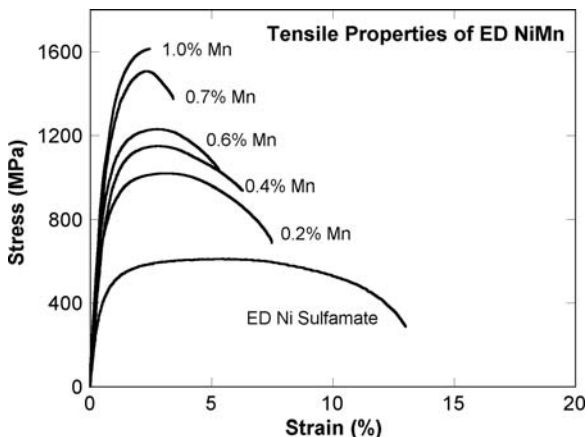 Tensile Properties of ED NiMn
1600
1200
800
400
0
Stress (MPa)
1.0% Mn
0.7% Mn
0.6% Mn
0.4% Mn
0.2% Mn
ED Ni Sulfamate
0 5 10 15 20
Strain (%)